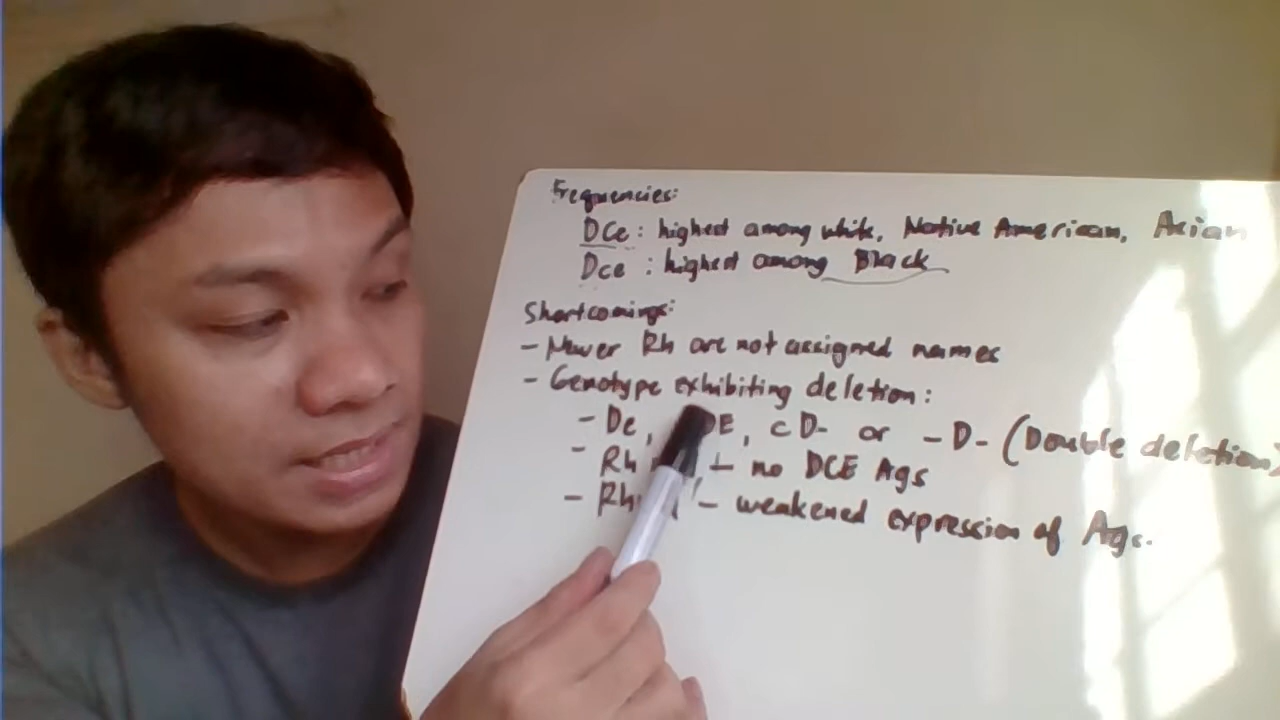 Frequencies:
DCe : highest among white, Native American, Asian
Dce : highest among Black
Shortcomings:
- Newer Rh are not assigned names
- Genotype exhibiting deletion:
- De, DE, cD- or -D- (Double deletion)
- Rh - no DCE Ags
- Rh - weakened expression of Ags.